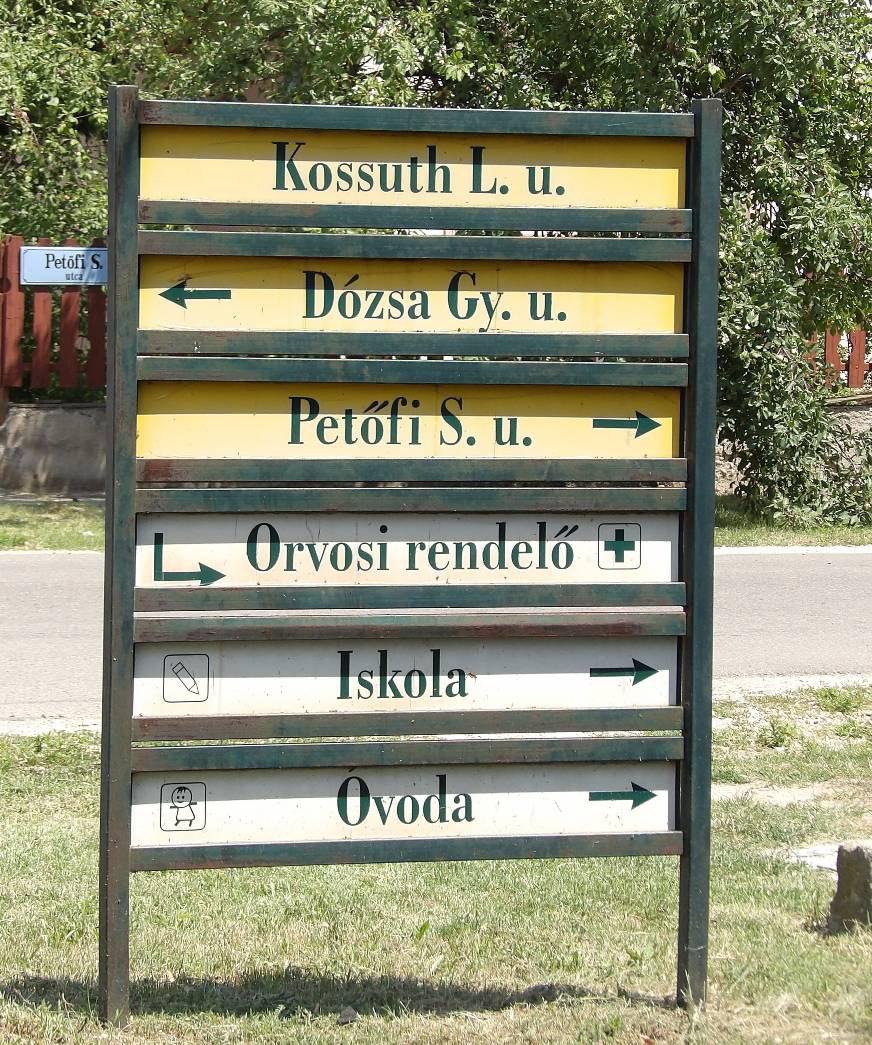 Kossuth L. u.
Petőfi S.
utca
Dózsa Gy. u.
Petőfi S. u.
Orvosi rendelő
Iskola
Óvoda